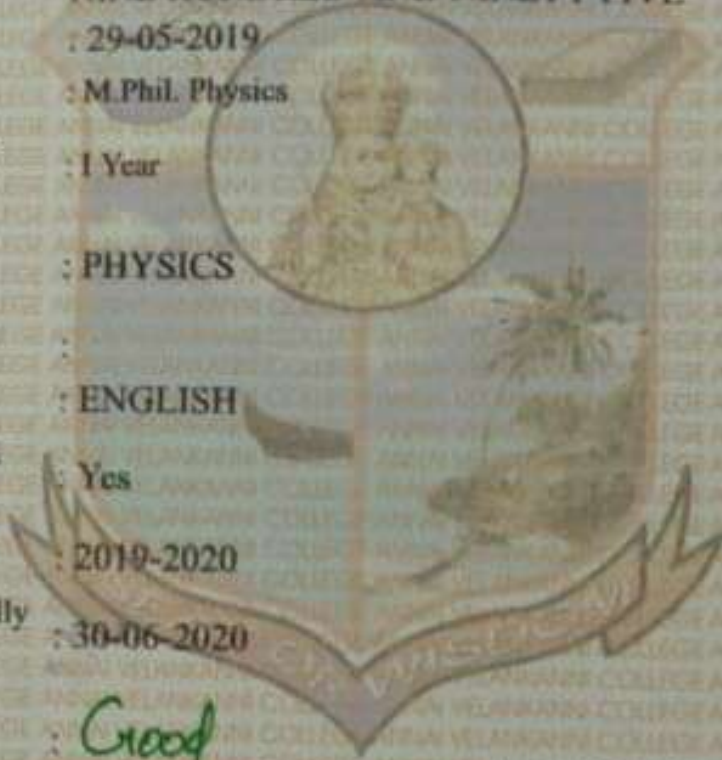 : 29-05-2019
: M.Phil. Physics
: I Year
: PHYSICS
:
: ENGLISH
: Yes
: 2019-2020
lly : 30-06-2020
: Good